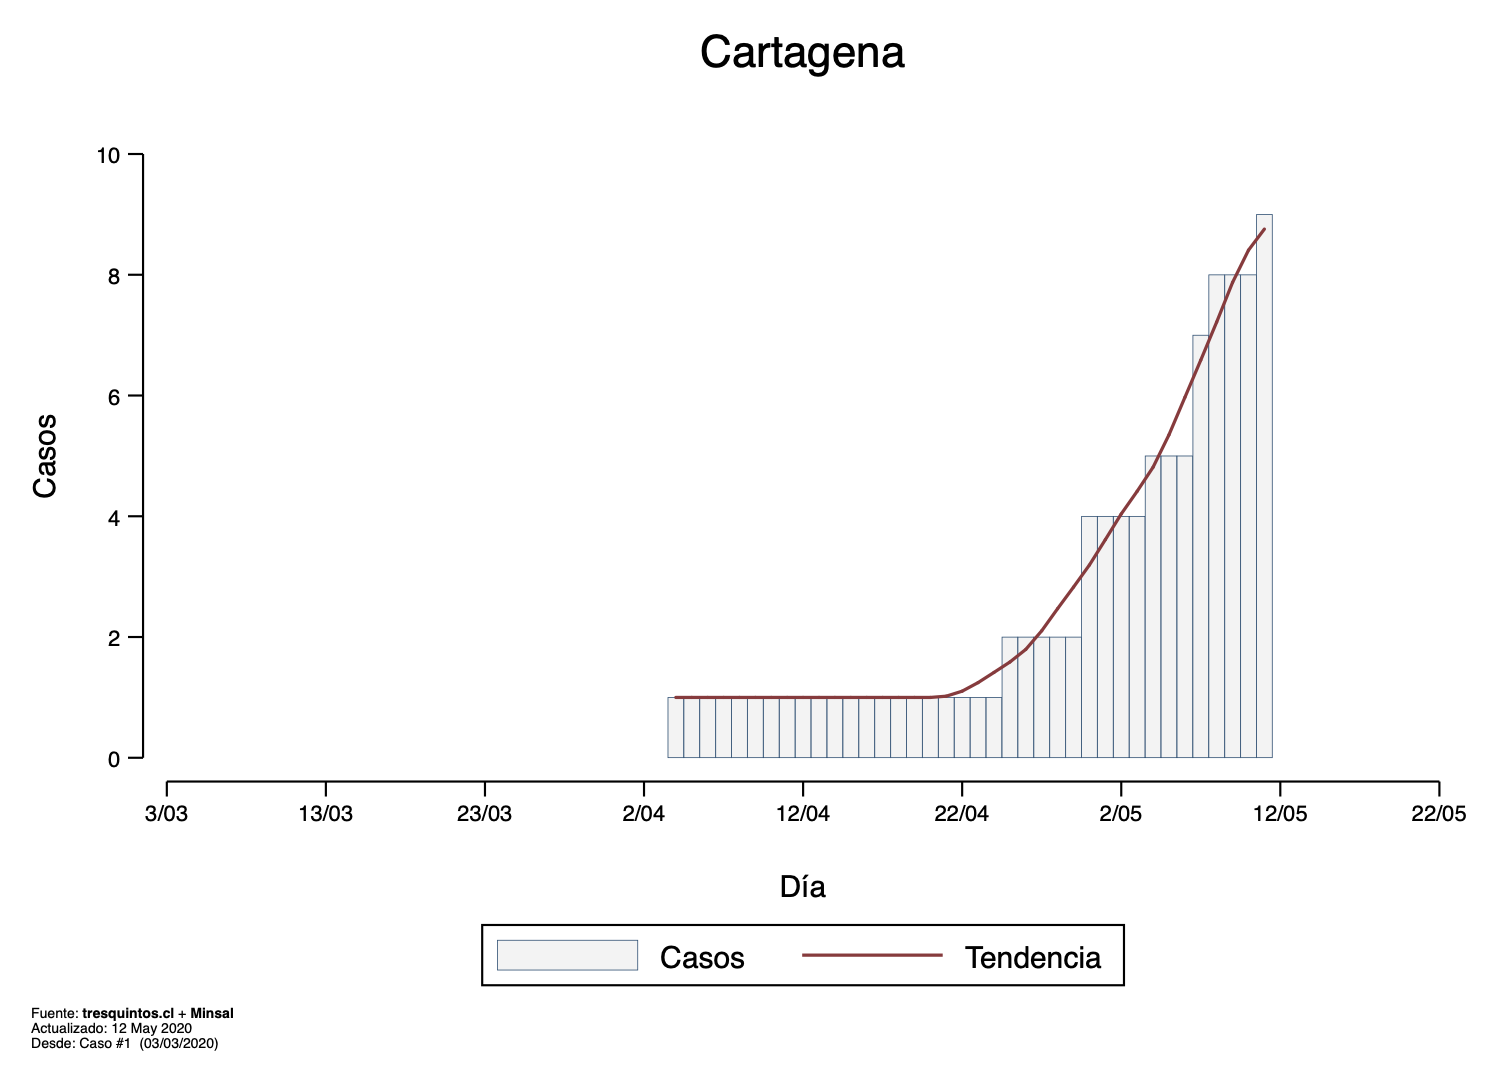 Cartagena
10
8
6
4
2
0
Casos
3/03 13/03 23/03 2/04 12/04 22/04 2/05 12/05 22/05
Día
Casos Tendencia
Fuente: tresquintos.cl + Minsal
Actualizado: 12 May 2020
Desde: Caso #1 (03/03/2020)